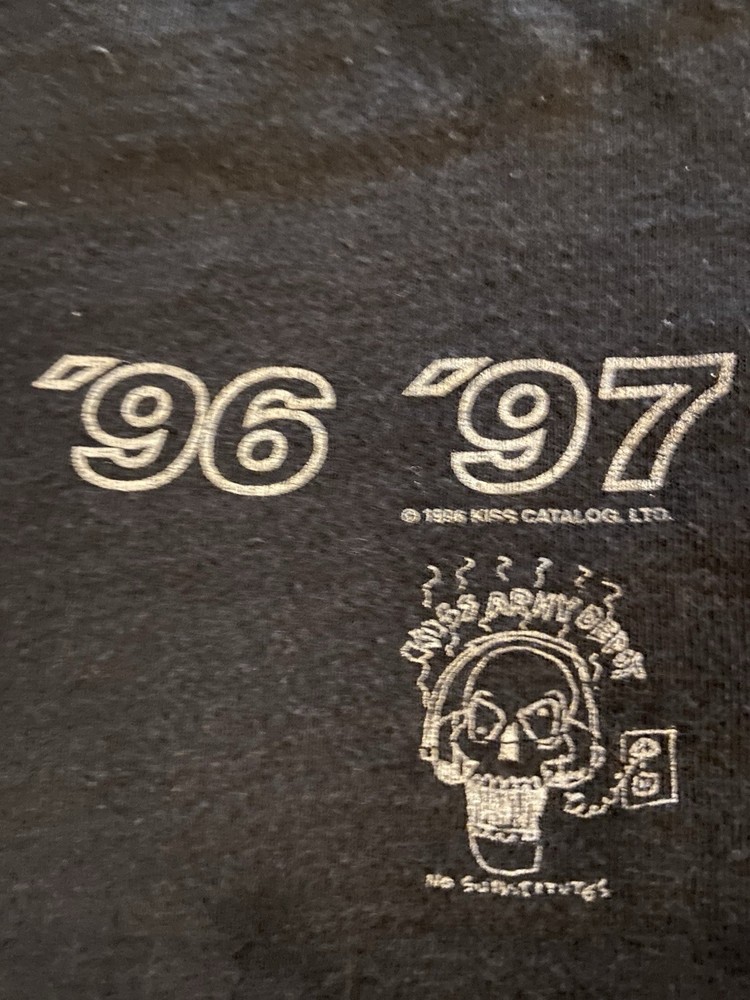 '96 '97
© 1996 KISS CATALOG. LTD.
KISS ARMY DEPOT
NO SUBSTITUTES